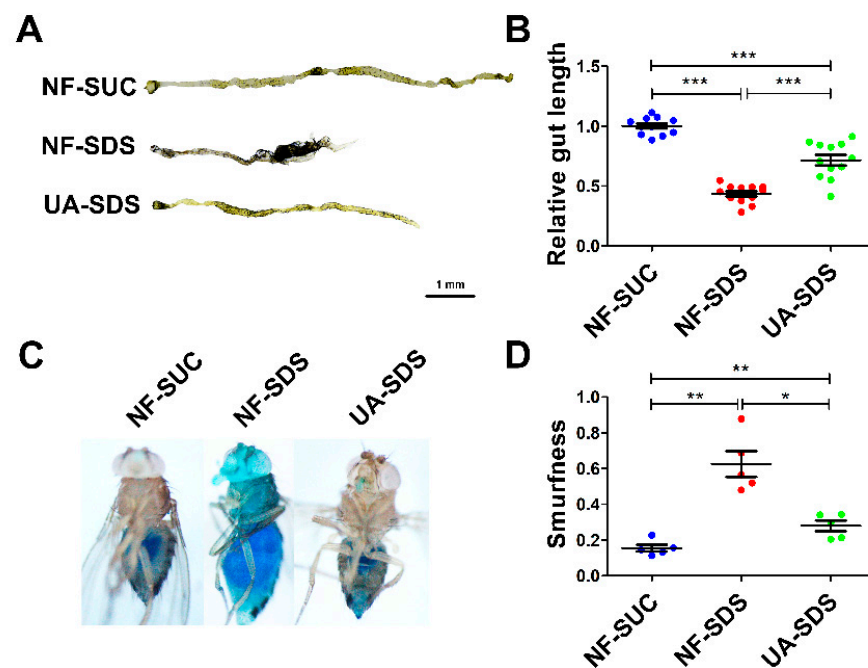 A
NF-SUC
NF-SDS
UA-SDS
1 mm
B
Relative gut length
1.5
1.0
0.5
0.0
***
***
***
NF-SUC
NF-SDS
UA-SDS
C
NF-SUC
NF-SDS
UA-SDS
D
Smurfness
1.0
0.8
0.6
0.4
0.2
0.0
**
**
*
NF-SUC
NF-SDS
UA-SDS